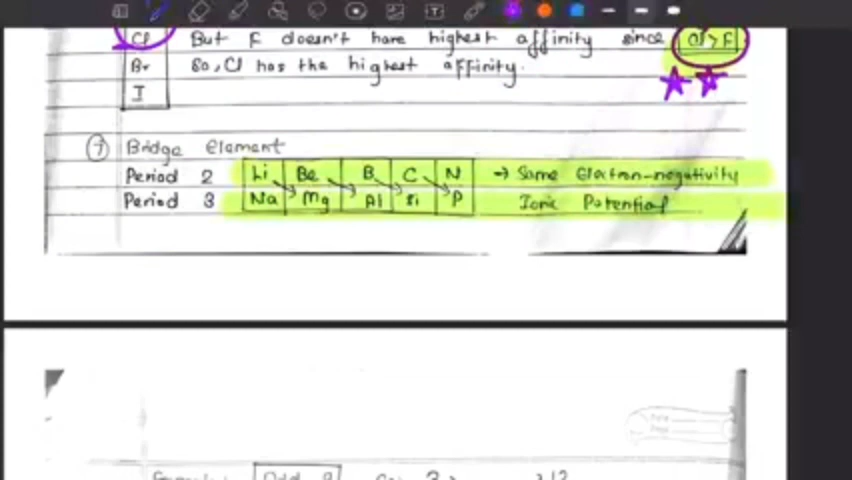 Cl But F doesn't have highest affinity since Cl > F
Br So, Cl has the highest affinity.
I
⑦ Bridge Element
Period 2 Li Be B C N → Same Electron-negativity
Period 3 Na Mg Al Si P Ionic Potential